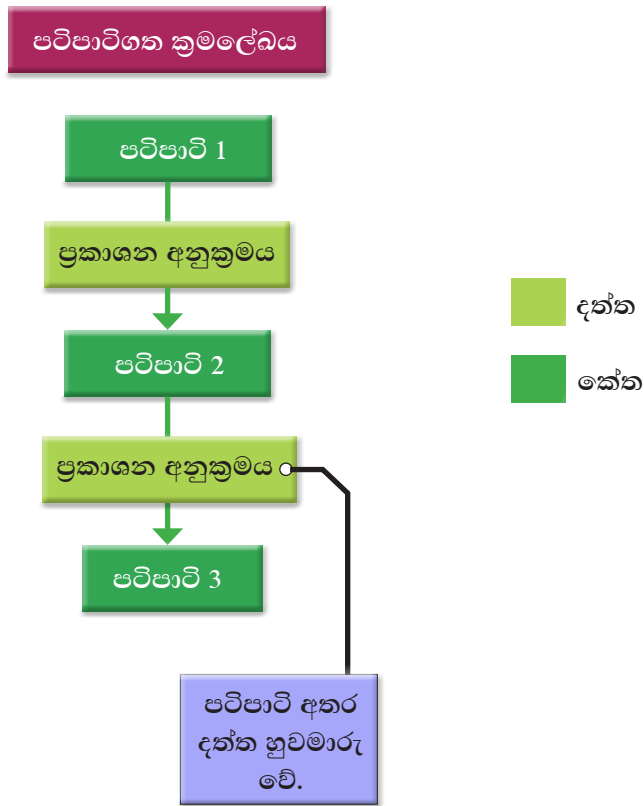 පටිපාටිගත ක්‍රමලේඛය
පටිපාටි 1
ප්‍රකාශන අනුක්‍රමය
පටිපාටි 2
ප්‍රකාශන අනුක්‍රමය
පටිපාටි 3
පටිපාටි අතර
දත්ත හුවමාරු
වේ.
දත්ත
කේත